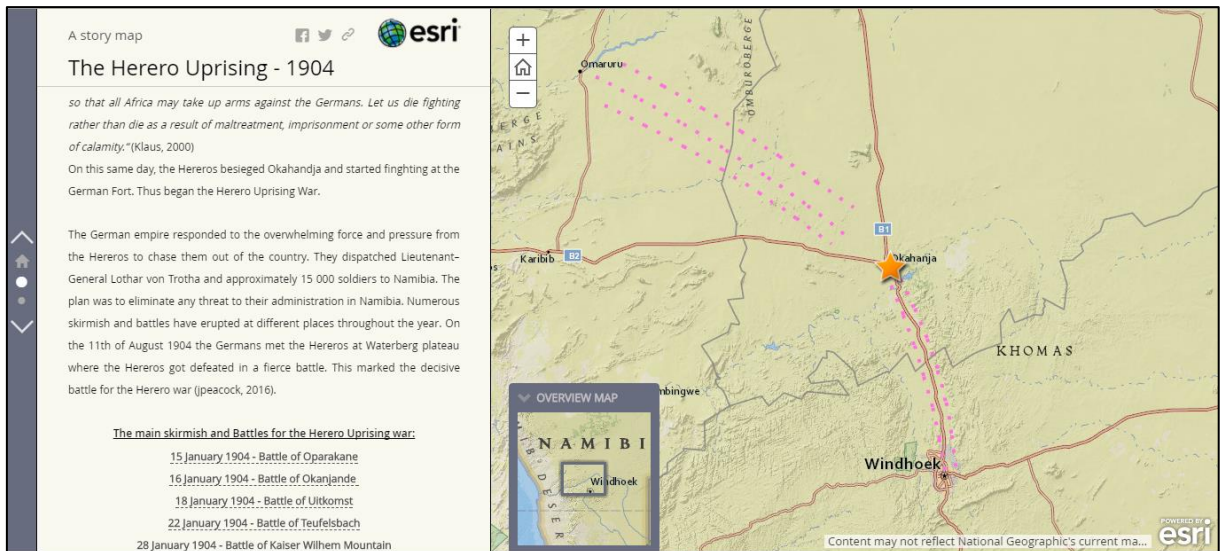 A story map
esri
The Herero Uprising - 1904
so that all Africa may take up arms against the Germans. Let us die fighting
rather than die as a result of maltreatment, imprisonment or some other form
of calamity."(Klaus, 2000)
On this same day, the Hereros besieged Okahandja and started finghting at the
German Fort. Thus began the Herero Uprising War.
The German empire responded to the overwhelming force and pressure from
the Hereros to chase them out of the country. They dispatched Lieutenant-
General Lothar von Trotha and approximately 15 000 soldiers to Namibia. The
plan was to eliminate any threat to their administration in Namibia. Numerous
skirmish and battles have erupted at different places throughout the year. On
the 11th of August 1904 the Germans met the Hereros at Waterberg plateau
where the Hereros got defeated in a fierce battle. This marked the decisive
battle for the Herero war (jpeacock, 2016).
The main skirmish and Battles for the Herero Uprising war:
15 January 1904 - Battle of Oparakane
16 January 1904 - Battle of Okanjande
18 January 1904 - Battle of Uitkomst
22 January 1904 - Battle of Teufelsbach
28 January 1904 - Battle of Kaiser Wilhem Mountain
Omaruru
OMBUROBERGE
ERGE
AINS
B1
Karibib
B2
Okahanja
KHOMAS
mbingwe
Windhoek
OVERVIEW MAP
NAMIBI
Windhoek
Content may not reflect National Geographic's current ma...
POWERED BY
esri